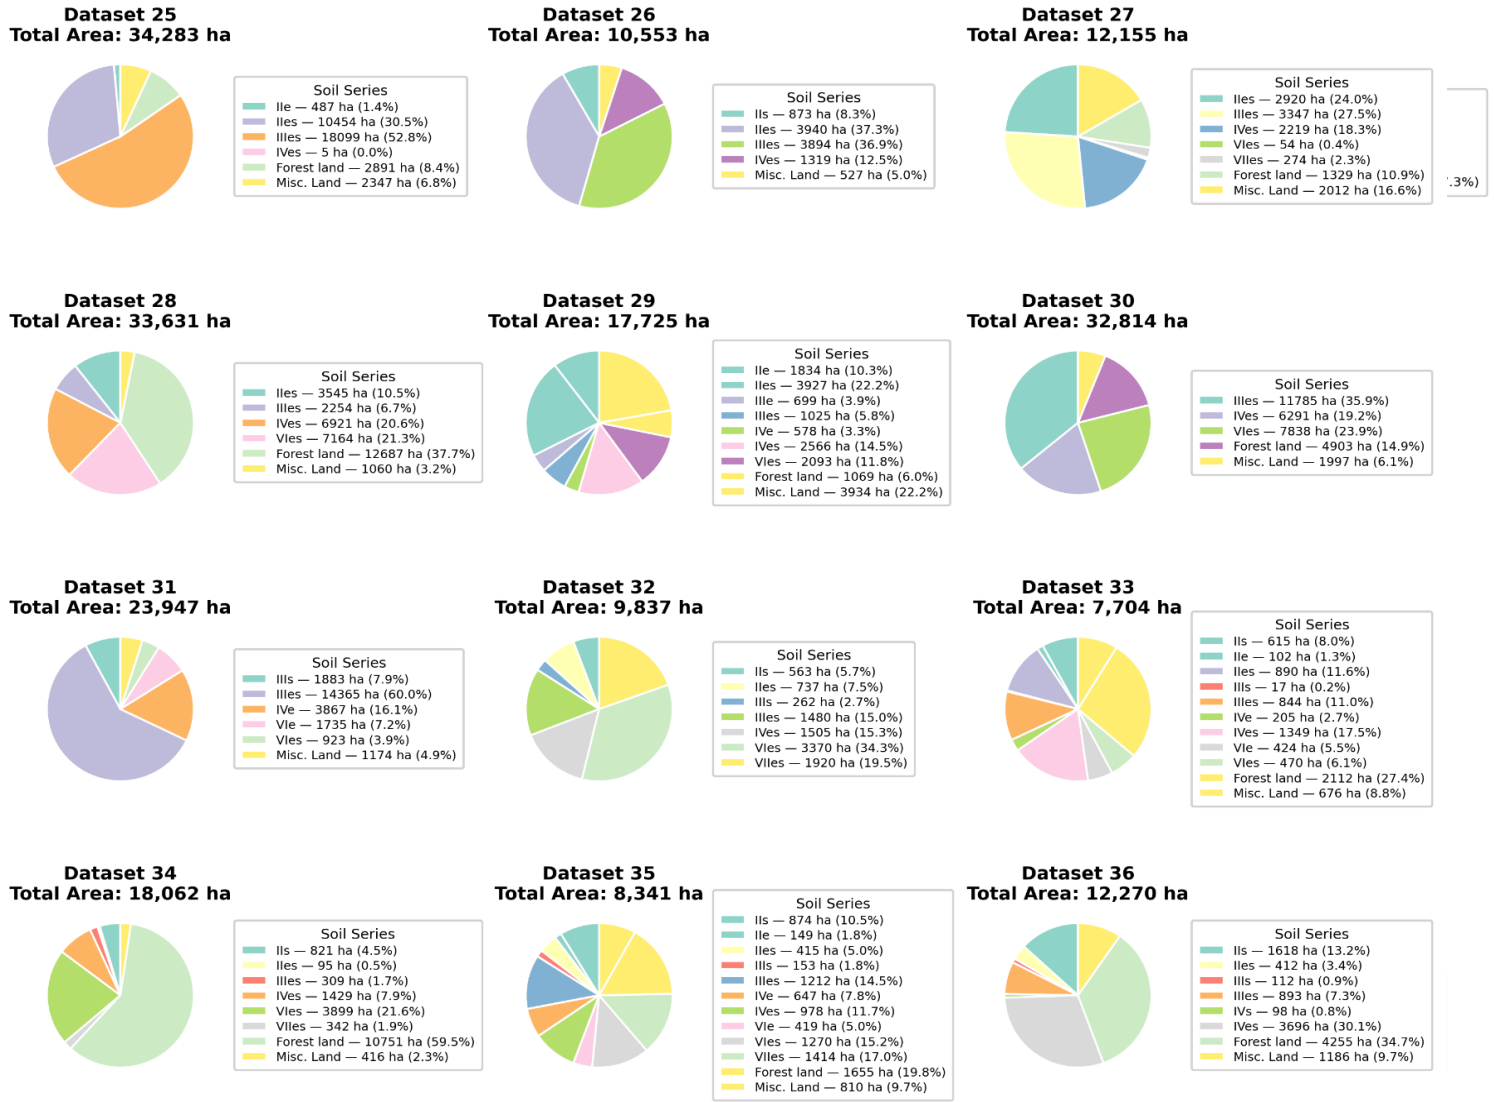 Dataset 25
Total Area: 34,283 ha
Soil Series
IIe — 487 ha (1.4%)
IIes — 10454 ha (30.5%)
IIIes — 18099 ha (52.8%)
IVes — 5 ha (0.0%)
Forest land — 2891 ha (8.4%)
Misc. Land — 2347 ha (6.8%)
Dataset 26
Total Area: 10,553 ha
Soil Series
IIs — 873 ha (8.3%)
IIes — 3940 ha (37.3%)
IIIes — 3894 ha (36.9%)
IVes — 1319 ha (12.5%)
Misc. Land — 527 ha (5.0%)
Dataset 27
Total Area: 12,155 ha
Soil Series
IIes — 2920 ha (24.0%)
IIIes — 3347 ha (27.5%)
IVes — 2219 ha (18.3%)
VIes — 54 ha (0.4%)
VIIes — 274 ha (2.3%)
Forest land — 1329 ha (10.9%)
Misc. Land — 2012 ha (16.6%)
.3%)
Dataset 28
Total Area: 33,631 ha
Soil Series
IIes — 3545 ha (10.5%)
IIIes — 2254 ha (6.7%)
IVes — 6921 ha (20.6%)
VIes — 7164 ha (21.3%)
Forest land — 12687 ha (37.7%)
Misc. Land — 1060 ha (3.2%)
Dataset 29
Total Area: 17,725 ha
Soil Series
IIe — 1834 ha (10.3%)
IIes — 3927 ha (22.2%)
IIIe — 699 ha (3.9%)
IIIes — 1025 ha (5.8%)
IVe — 578 ha (3.3%)
IVes — 2566 ha (14.5%)
VIes — 2093 ha (11.8%)
Forest land — 1069 ha (6.0%)
Misc. Land — 3934 ha (22.2%)
Dataset 30
Total Area: 32,814 ha
Soil Series
IIIes — 11785 ha (35.9%)
IVes — 6291 ha (19.2%)
VIes — 7838 ha (23.9%)
Forest land — 4903 ha (14.9%)
Misc. Land — 1997 ha (6.1%)
Dataset 31
Total Area: 23,947 ha
Soil Series
IIIs — 1883 ha (7.9%)
IIIes — 14365 ha (60.0%)
IVe — 3867 ha (16.1%)
VIe — 1735 ha (7.2%)
VIes — 923 ha (3.9%)
Misc. Land — 1174 ha (4.9%)
Dataset 32
Total Area: 9,837 ha
Soil Series
IIs — 563 ha (5.7%)
IIes — 737 ha (7.5%)
IIIs — 262 ha (2.7%)
IIIes — 1480 ha (15.0%)
IVes — 1505 ha (15.3%)
VIes — 3370 ha (34.3%)
VIIes — 1920 ha (19.5%)
Dataset 33
Total Area: 7,704 ha
Soil Series
IIs — 615 ha (8.0%)
IIe — 102 ha (1.3%)
IIes — 890 ha (11.6%)
IIIs — 17 ha (0.2%)
IIIes — 844 ha (11.0%)
IVe — 205 ha (2.7%)
IVes — 1349 ha (17.5%)
VIe — 424 ha (5.5%)
VIes — 470 ha (6.1%)
Forest land — 2112 ha (27.4%)
Misc. Land — 676 ha (8.8%)
Dataset 34
Total Area: 18,062 ha
Soil Series
IIs — 821 ha (4.5%)
IIes — 95 ha (0.5%)
IIIes — 309 ha (1.7%)
IVes — 1429 ha (7.9%)
VIes — 3899 ha (21.6%)
VIIes — 342 ha (1.9%)
Forest land — 10751 ha (59.5%)
Misc. Land — 416 ha (2.3%)
Dataset 35
Total Area: 8,341 ha
Soil Series
IIs — 874 ha (10.5%)
IIe — 149 ha (1.8%)
IIes — 415 ha (5.0%)
IIIs — 153 ha (1.8%)
IIIes — 1212 ha (14.5%)
IVe — 647 ha (7.8%)
IVes — 978 ha (11.7%)
VIe — 419 ha (5.0%)
VIes — 1270 ha (15.2%)
VIIes — 1414 ha (17.0%)
Forest land — 1655 ha (19.8%)
Misc. Land — 810 ha (9.7%)
Dataset 36
Total Area: 12,270 ha
Soil Series
IIs — 1618 ha (13.2%)
IIes — 412 ha (3.4%)
IIIs — 112 ha (0.9%)
IIIes — 893 ha (7.3%)
IVs — 98 ha (0.8%)
IVes — 3696 ha (30.1%)
Forest land — 4255 ha (34.7%)
Misc. Land — 1186 ha (9.7%)